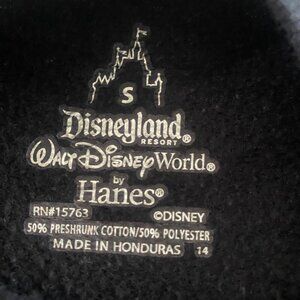 S
Disneyland®
RESORT
Walt Disney World®
by
Hanes®
RN#15763 ©DISNEY
50% PRESHRUNK COTTON/50% POLYESTER
MADE IN HONDURAS 14